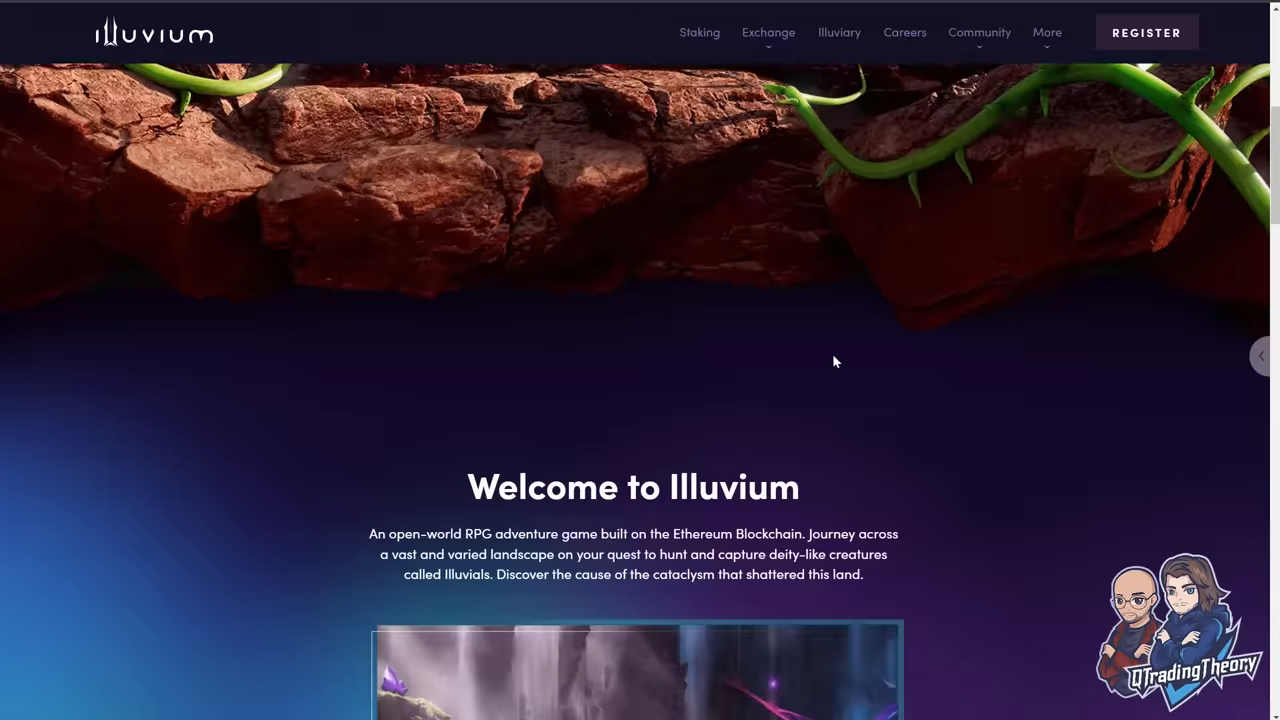 illuvium
Staking
Exchange
Illuviary
Careers
Community
More
REGISTER
Welcome to Illuvium
An open-world RPG adventure game built on the Ethereum Blockchain. Journey across
a vast and varied landscape on your quest to hunt and capture deity-like creatures
called Illuvials. Discover the cause of the cataclysm that shattered this land.
QTradingTheory